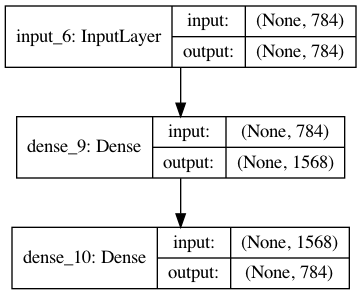 input_6: InputLayer
input: (None, 784)
output: (None, 784)
dense_9: Dense
input: (None, 784)
output: (None, 1568)
dense_10: Dense
input: (None, 1568)
output: (None, 784)